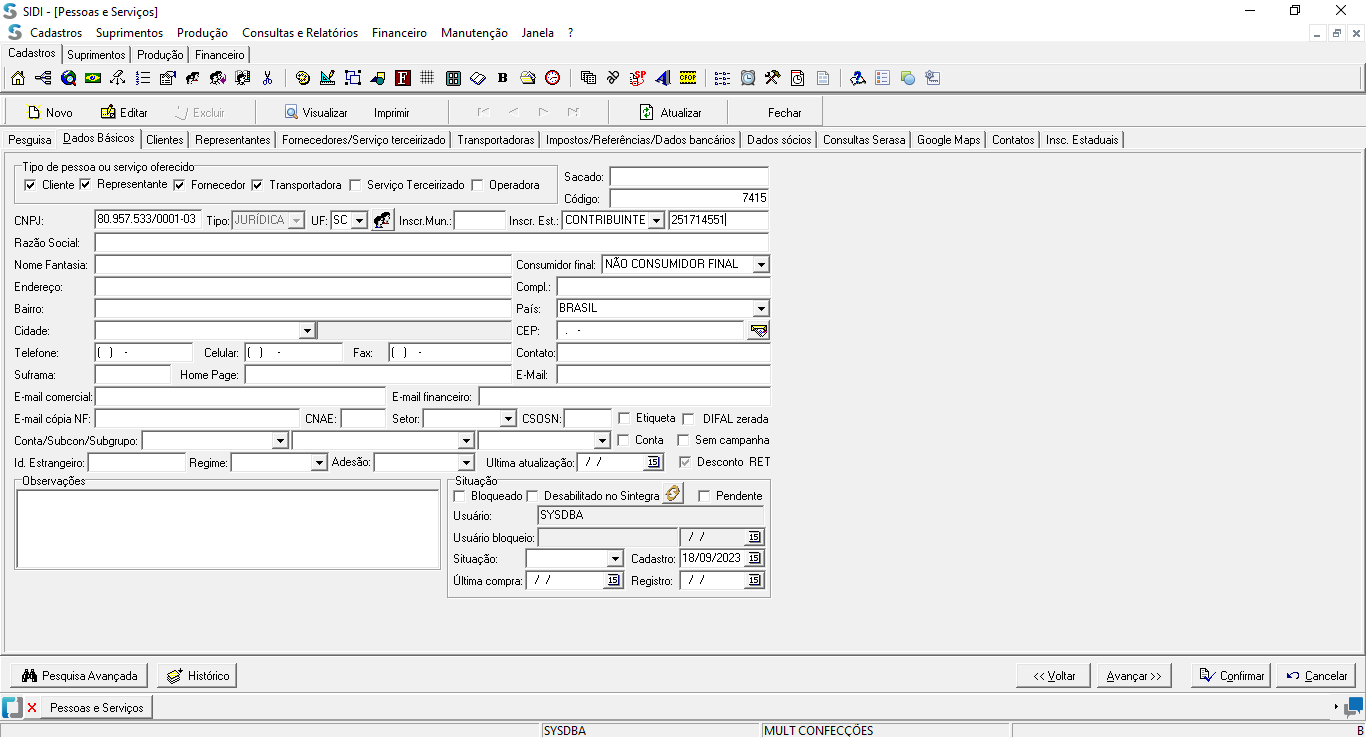 SIDI - [Pessoas e Serviços]
Cadastros Suprimentos Produção Consultas e Relatórios Financeiro Manutenção Janela ?
Cadastros Suprimentos Produção Financeiro
F B SP CFOP
Novo Editar Excluir Visualizar Imprimir Atualizar Fechar
Pesquisa Dados Básicos Clientes Representantes Fornecedores/Serviço terceirizado Transportadoras Impostos/Referências/Dados bancários Dados sócios Consultas Serasa Google Maps Contatos Insc. Estaduais
Tipo de pessoa ou serviço oferecido
Cliente Representante Fornecedor Transportadora Serviço Terceirizado Operadora
Sacado:
Código: 7415
CNPJ: 80.957.533/0001-03 Tipo: JURÍDICA UF: SC Inscr.Mun.: Inscr. Est.: CONTRIBUINTE 251714551
Razão Social:
Nome Fantasia: Consumidor final: NÃO CONSUMIDOR FINAL
Endereço: Compl.:
Bairro: País: BRASIL
Cidade: CEP: . -
Telefone: ( ) - Celular: ( ) - Fax: ( ) - Contato:
Suframa: Home Page: E-Mail:
E-mail comercial: E-mail financeiro:
E-mail cópia NF: CNAE: Setor: CSOSN: Etiqueta DIFAL zerada
Conta/Subcon/Subgrupo: Conta Sem campanha
Id. Estrangeiro: Regime: Adesão: Ultima atualização: / / 15 Desconto RET
Observações
Situação
Bloqueado Desabilitado no Sintegra Pendente
Usuário: SYSDBA
Usuário bloqueio: / / 15
Situação: Cadastro: 18/09/2023 15
Última compra: / / 15 Registro: / / 15
Pesquisa Avançada Histórico << Voltar Avançar >> Confirmar Cancelar
Pessoas e Serviços
SYSDBA MULT CONFECÇÕES B